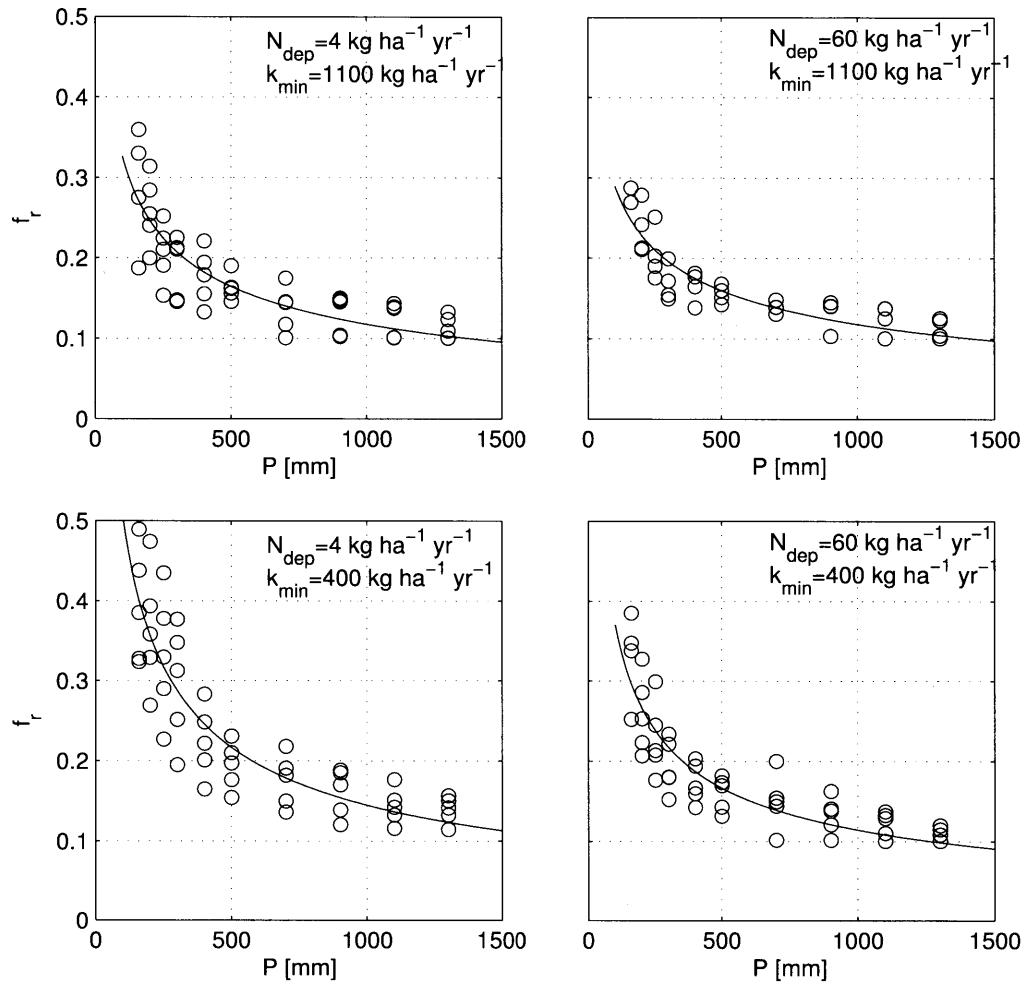 N_dep=4 kg ha⁻¹ yr⁻¹
k_min=1100 kg ha⁻¹ yr⁻¹
0.5
0.4
0.3
0.2
0.1
0
f_r
0 500 1000 1500
P [mm]
N_dep=60 kg ha⁻¹ yr⁻¹
k_min=1100 kg ha⁻¹ yr⁻¹
0 500 1000 1500
P [mm]
N_dep=4 kg ha⁻¹ yr⁻¹
k_min=400 kg ha⁻¹ yr⁻¹
0.5
0.4
0.3
0.2
0.1
0
f_r
0 500 1000 1500
P [mm]
N_dep=60 kg ha⁻¹ yr⁻¹
k_min=400 kg ha⁻¹ yr⁻¹
0 500 1000 1500
P [mm]